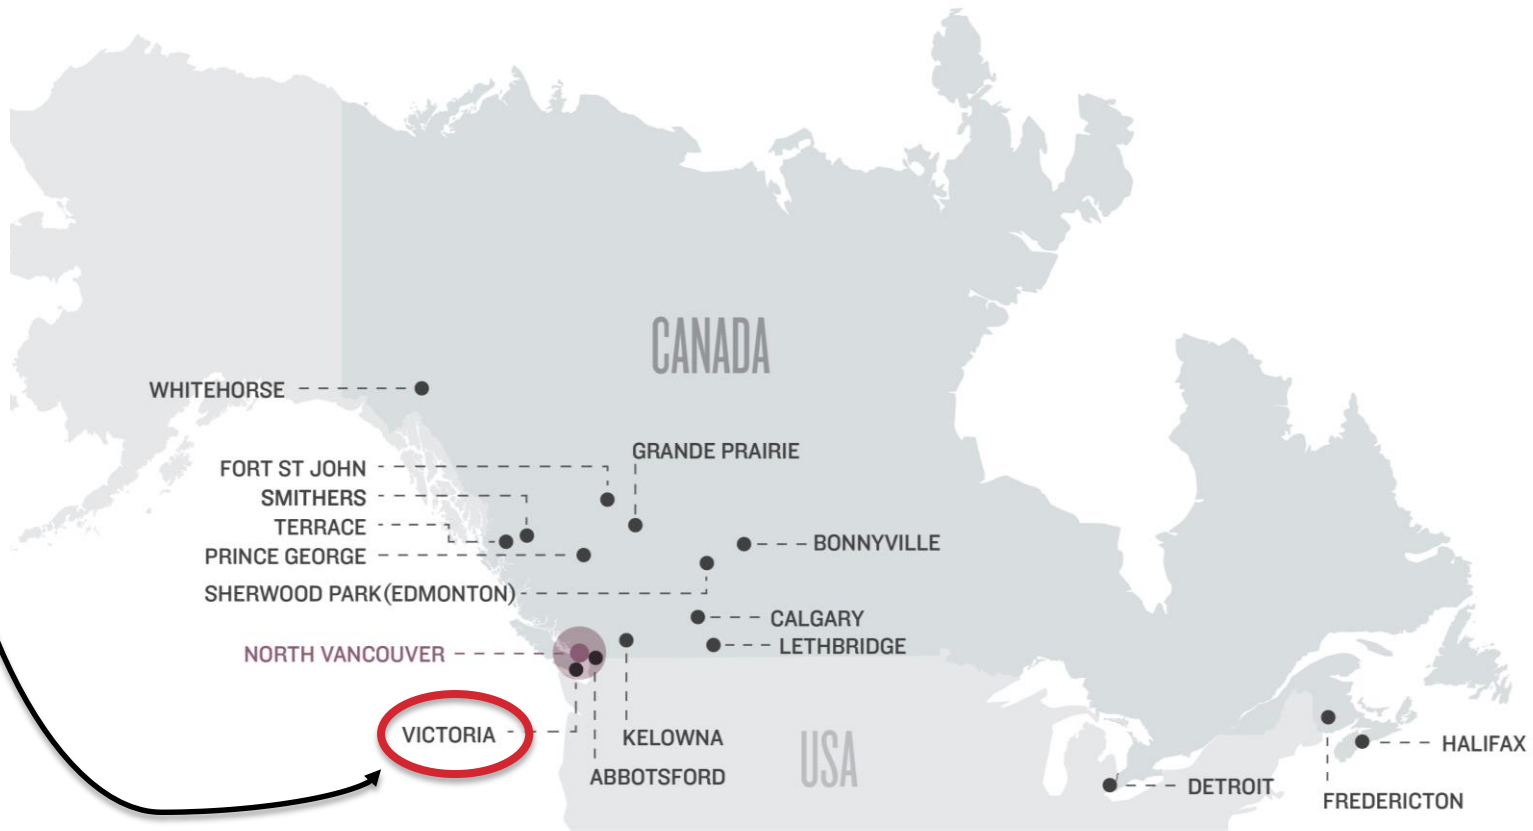 CANADA
WHITEHORSE
GRANDE PRAIRIE
FORT ST JOHN
SMITHERS
TERRACE
BONNYVILLE
PRINCE GEORGE
SHERWOOD PARK(EDMONTON)
CALGARY
LETHBRIDGE
NORTH VANCOUVER
VICTORIA
KELOWNA
USA
HALIFAX
ABBOTSFORD
DETROIT
FREDERICTON